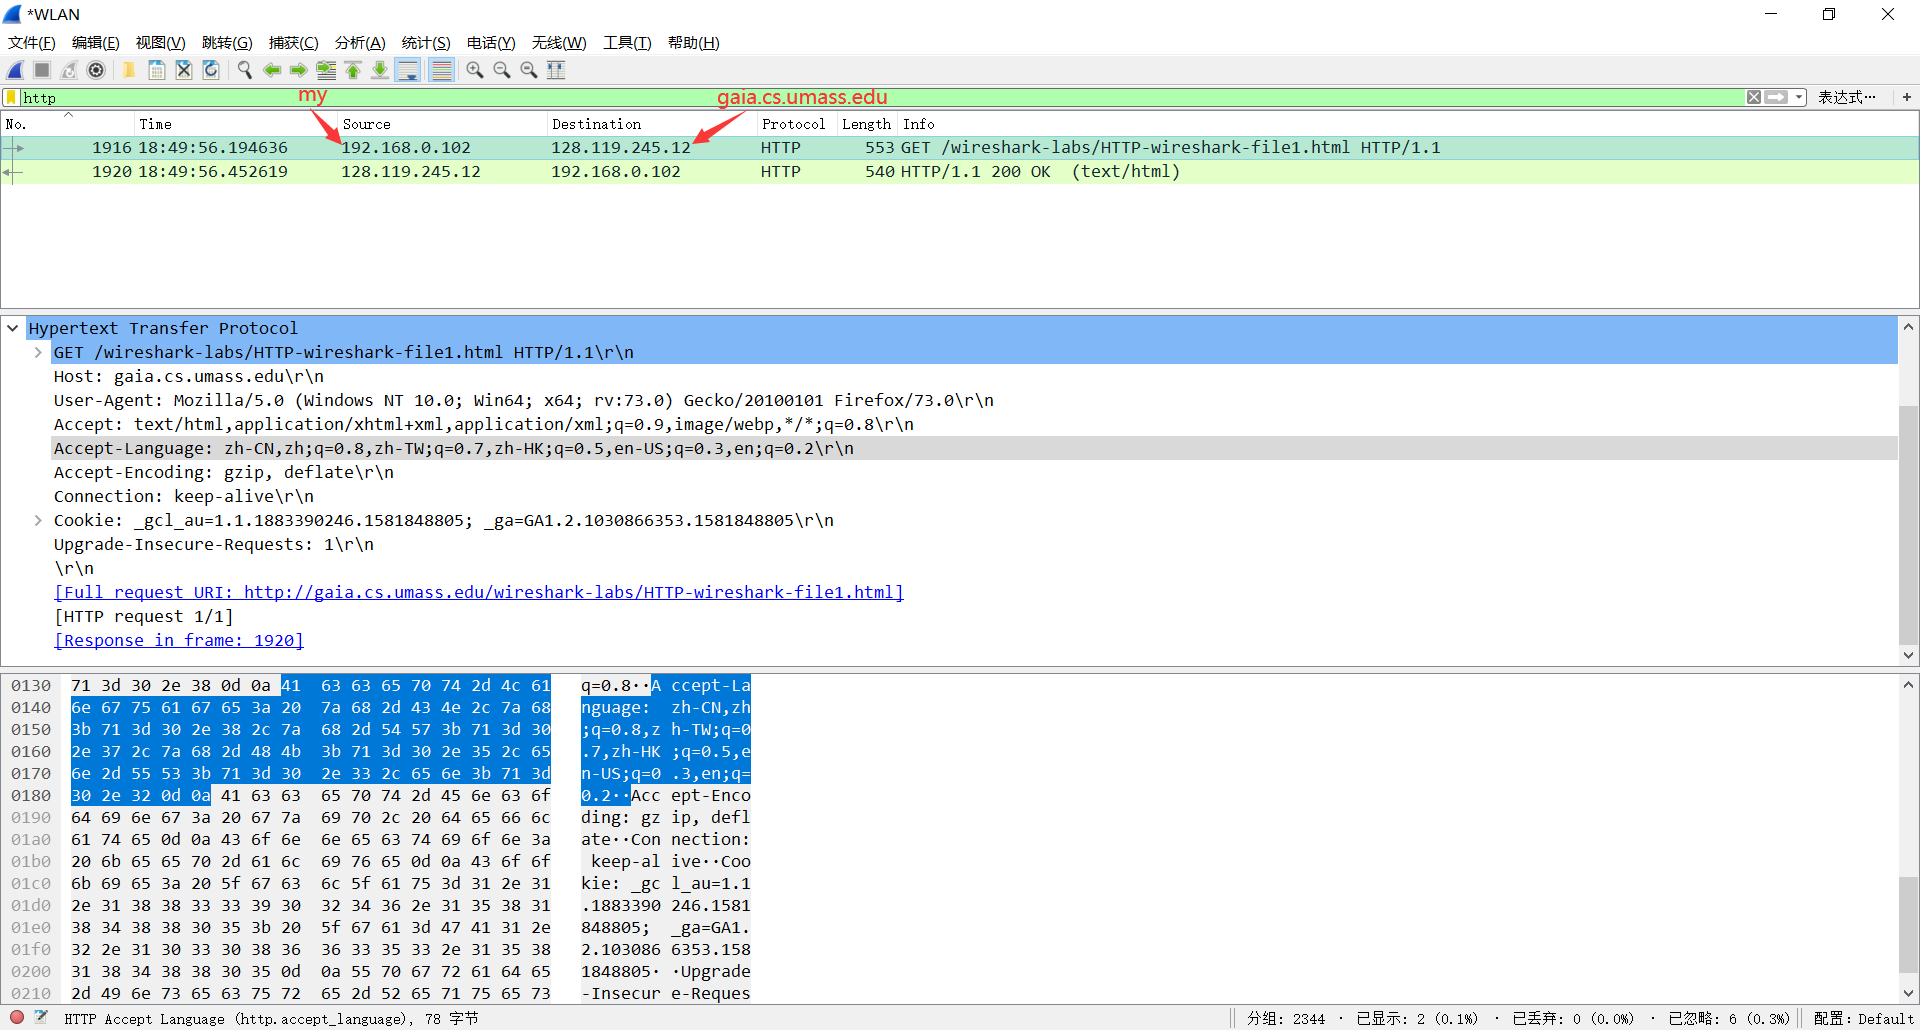 *WLAN
文件(F) 编辑(E) 视图(V) 跳转(G) 捕获(C) 分析(A) 统计(S) 电话(Y) 无线(W) 工具(T) 帮助(H)
http 表达式… +
my gaia.cs.umass.edu
No. Time Source Destination Protocol Length Info
1916 18:49:56.194636 192.168.0.102 128.119.245.12 HTTP 553 GET /wireshark-labs/HTTP-wireshark-file1.html HTTP/1.1
1920 18:49:56.452619 128.119.245.12 192.168.0.102 HTTP 540 HTTP/1.1 200 OK  (text/html)
Hypertext Transfer Protocol
GET /wireshark-labs/HTTP-wireshark-file1.html HTTP/1.1\r\n
Host: gaia.cs.umass.edu\r\n
User-Agent: Mozilla/5.0 (Windows NT 10.0; Win64; x64; rv:73.0) Gecko/20100101 Firefox/73.0\r\n
Accept: text/html,application/xhtml+xml,application/xml;q=0.9,image/webp,*/*;q=0.8\r\n
Accept-Language: zh-CN,zh;q=0.8,zh-TW;q=0.7,zh-HK;q=0.5,en-US;q=0.3,en;q=0.2\r\n
Accept-Encoding: gzip, deflate\r\n
Connection: keep-alive\r\n
Cookie: _gcl_au=1.1.1883390246.1581848805; _ga=GA1.2.1030866353.1581848805\r\n
Upgrade-Insecure-Requests: 1\r\n
\r\n
[Full request URI: http://gaia.cs.umass.edu/wireshark-labs/HTTP-wireshark-file1.html]
[HTTP request 1/1]
[Response in frame: 1920]
0130 71 3d 30 2e 38 0d 0a 41 63 63 65 70 74 2d 4c 61 q=0.8··A ccept-La
0140 6e 67 75 61 67 65 3a 20 7a 68 2d 43 4e 2c 7a 68 nguage: zh-CN,zh
0150 3b 71 3d 30 2e 38 2c 7a 68 2d 54 57 3b 71 3d 30 ;q=0.8,z h-TW;q=0
0160 2e 37 2c 7a 68 2d 48 4b 3b 71 3d 30 2e 35 2c 65 .7,zh-HK ;q=0.5,e
0170 6e 2d 55 53 3b 71 3d 30 2e 33 2c 65 6e 3b 71 3d n-US;q=0 .3,en;q=
0180 30 2e 32 0d 0a 41 63 63 65 70 74 2d 45 6e 63 6f 0.2··Acc ept-Enco
0190 64 69 6e 67 3a 20 67 7a 69 70 2c 20 64 65 66 6c ding: gz ip, defl
01a0 61 74 65 0d 0a 43 6f 6e 6e 65 63 74 69 6f 6e 3a ate··Con nection:
01b0 20 6b 65 65 70 2d 61 6c 69 76 65 0d 0a 43 6f 6f keep-al ive··Coo
01c0 6b 69 65 3a 20 5f 67 63 6c 5f 61 75 3d 31 2e 31 kie: _gc l_au=1.1
01d0 2e 31 38 38 33 33 39 30 32 34 36 2e 31 35 38 31 .1883390 246.1581
01e0 38 34 38 38 30 35 3b 20 5f 67 61 3d 47 41 31 2e 848805; _ga=GA1.
01f0 32 2e 31 30 33 30 38 36 36 33 35 33 2e 31 35 38 2.103086 6353.158
0200 31 38 34 38 38 30 35 0d 0a 55 70 67 72 61 64 65 1848805· ·Upgrade
0210 2d 49 6e 73 65 63 75 72 65 2d 52 65 71 75 65 73 -Insecur e-Reques
HTTP Accept Language (http.accept_language), 78 字节 分组: 2344 · 已显示: 2 (0.1%) · 已丢弃: 0 (0.0%) · 已忽略: 6 (0.3%) 配置: Default